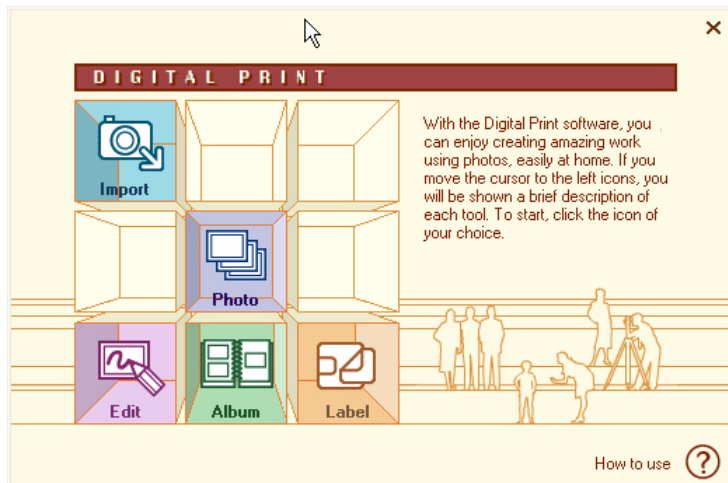 DIGITAL PRINT
Import
With the Digital Print software, you
can enjoy creating amazing work
using photos, easily at home. If you
move the cursor to the left icons, you
will be shown a brief description of
each tool. To start, click the icon of
your choice.
Photo
Edit
Album
Label
How to use ?